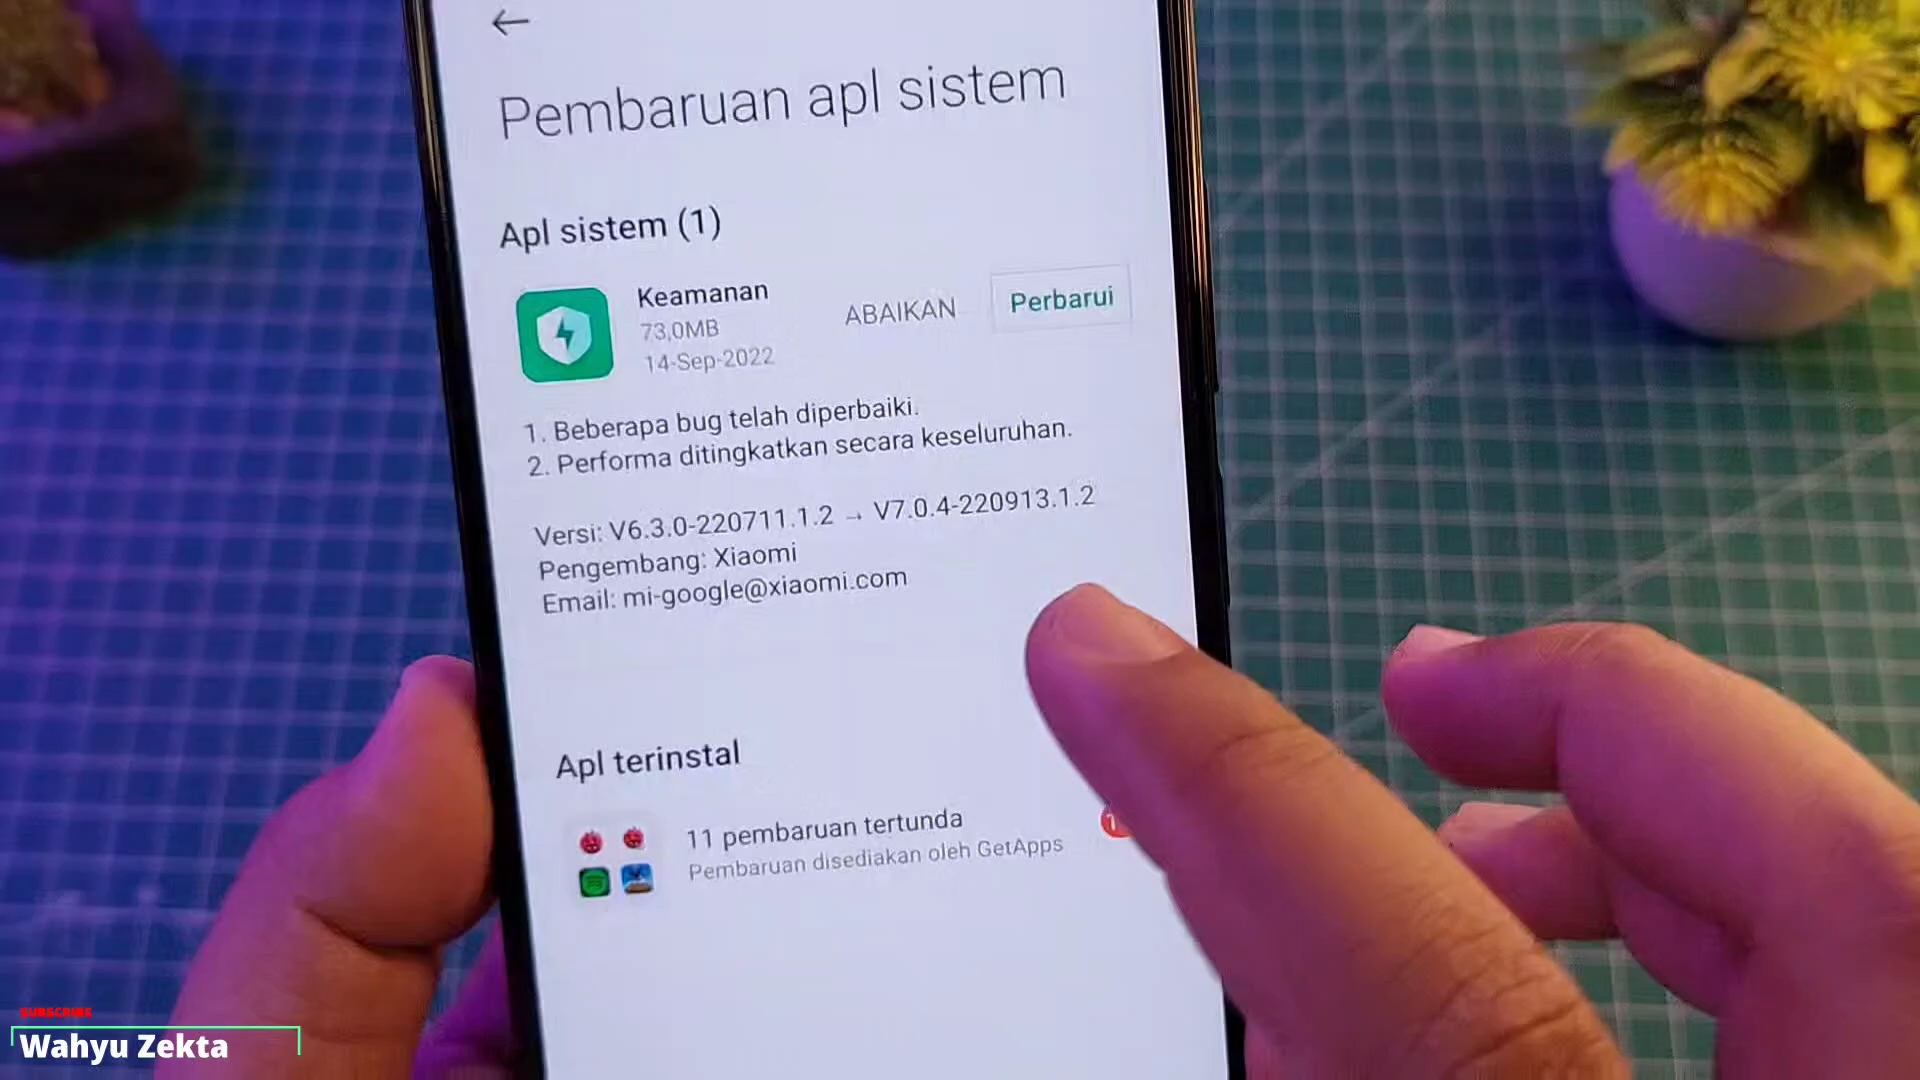 Pembaruan apl sistem
Apl sistem (1)
Keamanan
73,0MB
14-Sep-2022
ABAIKAN
Perbarui
1. Beberapa bug telah diperbaiki.
2. Performa ditingkatkan secara keseluruhan.
Versi: V6.3.0-220711.1.2 → V7.0.4-220913.1.2
Pengembang: Xiaomi
Email: mi-google@xiaomi.com
Apl terinstal
11 pembaruan tertunda
Pembaruan disediakan oleh GetApps
SUBSCRIBE
Wahyu Zekta